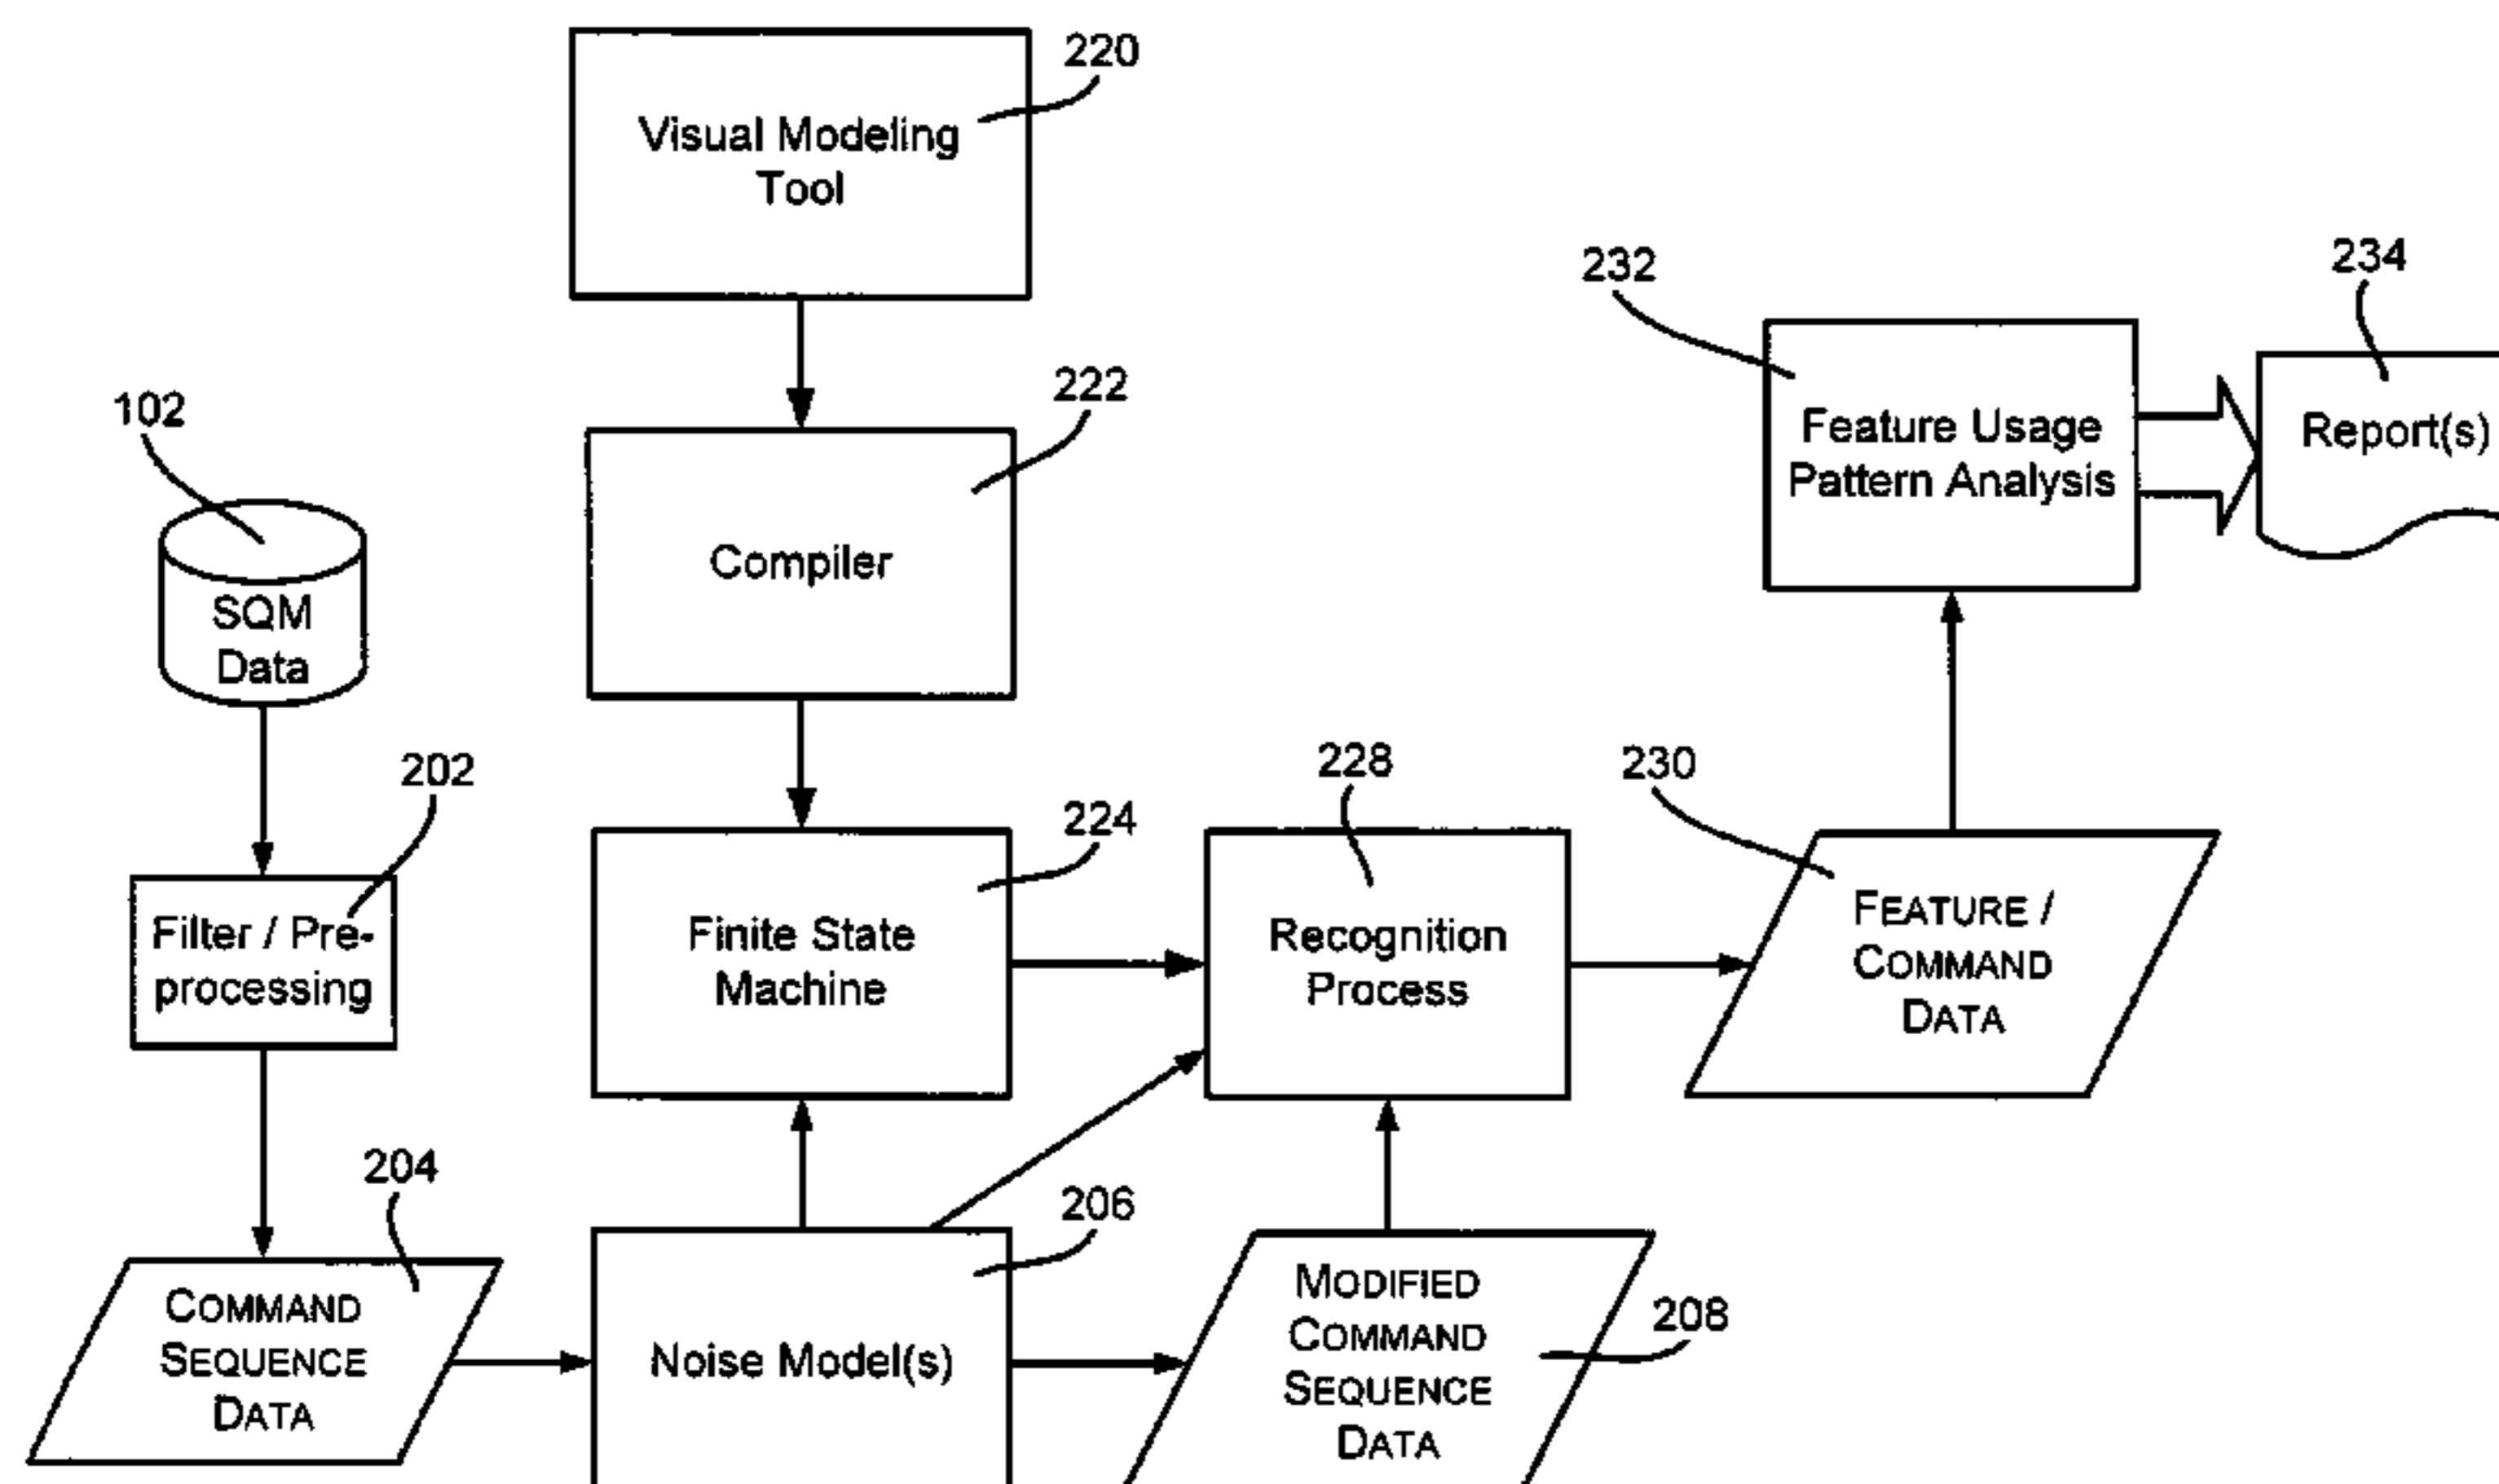 220
Visual Modeling
Tool
232
234
102
222
Feature Usage
Pattern Analysis
Report(s)
Compiler
SQM
Data
202
228
230
224
Filter / Pre-
processing
Finite State
Machine
Recognition
Process
FEATURE /
COMMAND
DATA
204
206
COMMAND
SEQUENCE
DATA
Noise Model(s)
MODIFIED
COMMAND
SEQUENCE
DATA
208